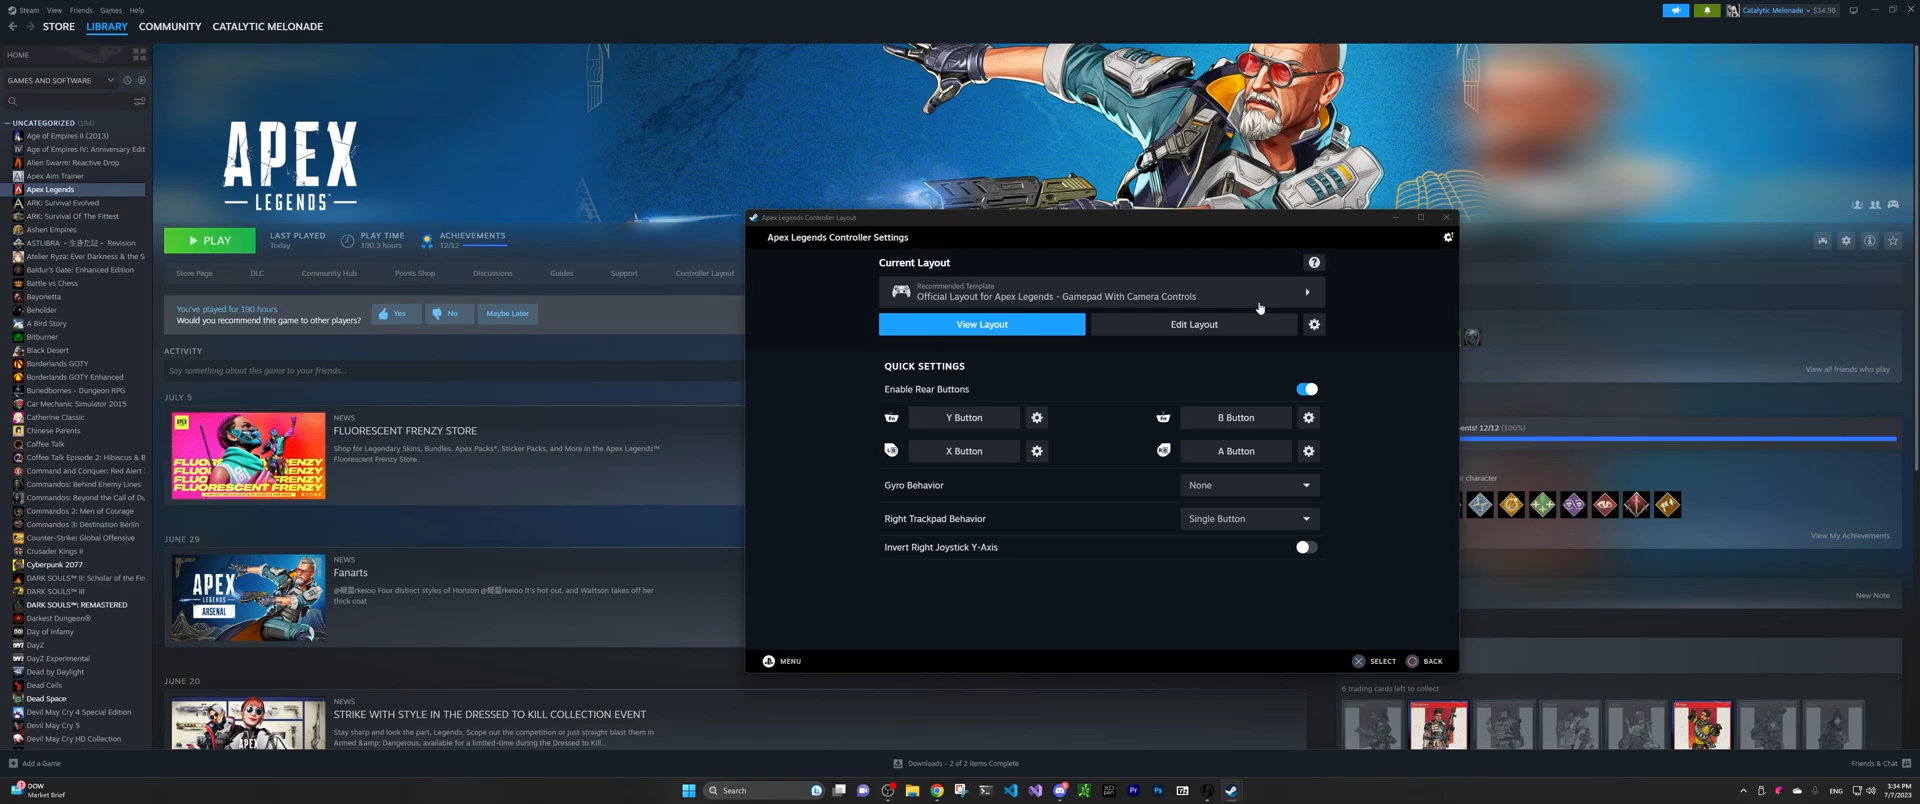 Steam View Friends Games Help
Catalytic Melonade $34.98
STORE LIBRARY COMMUNITY CATALYTIC MELONADE
HOME
GAMES AND SOFTWARE
UNCATEGORIZED (184)
Age of Empires II (2013)
Age of Empires IV: Anniversary Edit
Alien Swarm: Reactive Drop
Apex Aim Trainer
Apex Legends
ARK: Survival Evolved
ARK: Survival Of The Fittest
Ashen Empires
ASTLIBRA ～生きた証～ Revision
Atelier Ryza: Ever Darkness & the S
Baldur's Gate: Enhanced Edition
Battle vs Chess
Bayonetta
Beholder
A Bird Story
Bitburner
Black Desert
Borderlands GOTY
Borderlands GOTY Enhanced
Buriedbornes - Dungeon RPG
Car Mechanic Simulator 2015
Catherine Classic
Chinese Parents
Coffee Talk
Coffee Talk Episode 2: Hibiscus & B
Command and Conquer: Red Alert
Commandos: Behind Enemy Lines
Commandos: Beyond the Call of Du
Commandos 2: Men of Courage
Commandos 3: Destination Berlin
Counter-Strike: Global Offensive
Crusader Kings II
Cyberpunk 2077
DARK SOULS™ II: Scholar of the Fir
DARK SOULS™ III
DARK SOULS™: REMASTERED
Darkest Dungeon®
Day of Infamy
DayZ
DayZ Experimental
Dead by Daylight
Dead Cells
Dead Space
Devil May Cry 4 Special Edition
Devil May Cry 5
Devil May Cry HD Collection
Add a Game
APEX
LEGENDS
PLAY
LAST PLAYED
Today
PLAY TIME
190.3 hours
ACHIEVEMENTS
12/12
Store Page DLC Community Hub Points Shop Discussions Guides Support Controller Layout
You've played for 190 hours
Would you recommend this game to other players?
Yes No Maybe Later
ACTIVITY
Say something about this game to your friends...
JULY 5
NEWS
FLUORESCENT FRENZY STORE
Shop for Legendary Skins, Bundles, Apex Packs*, Sticker Packs, and More in the Apex Legends™
Fluorescent Frenzy Store.
JUNE 29
NEWS
Fanarts
Four distinct styles of Horizon It's hot out, and Wattson takes off her
thick coat
APEX
LEGENDS
ARSENAL
JUNE 20
NEWS
STRIKE WITH STYLE IN THE DRESSED TO KILL COLLECTION EVENT
Stay sharp and look the part, Legends. Scope out the competition or just straight blast them in
Armed &amp; Dangerous, available for a limited-time during the Dressed to Kill...
Apex Legends Controller Layout
Apex Legends Controller Settings
Current Layout
Recommended Template
Official Layout for Apex Legends - Gamepad With Camera Controls
View Layout Edit Layout
QUICK SETTINGS
Enable Rear Buttons
Y Button B Button
X Button A Button
Gyro Behavior None
Right Trackpad Behavior Single Button
Invert Right Joystick Y-Axis
MENU SELECT BACK
View all friends who play
ents! 12/12 (100%)
r character
View My Achievements
New Note
6 trading cards left to collect
Downloads - 2 of 2 Items Complete
Friends & Chat
DOW
Market Brief
Search
ENG
3:34 PM
7/7/2023